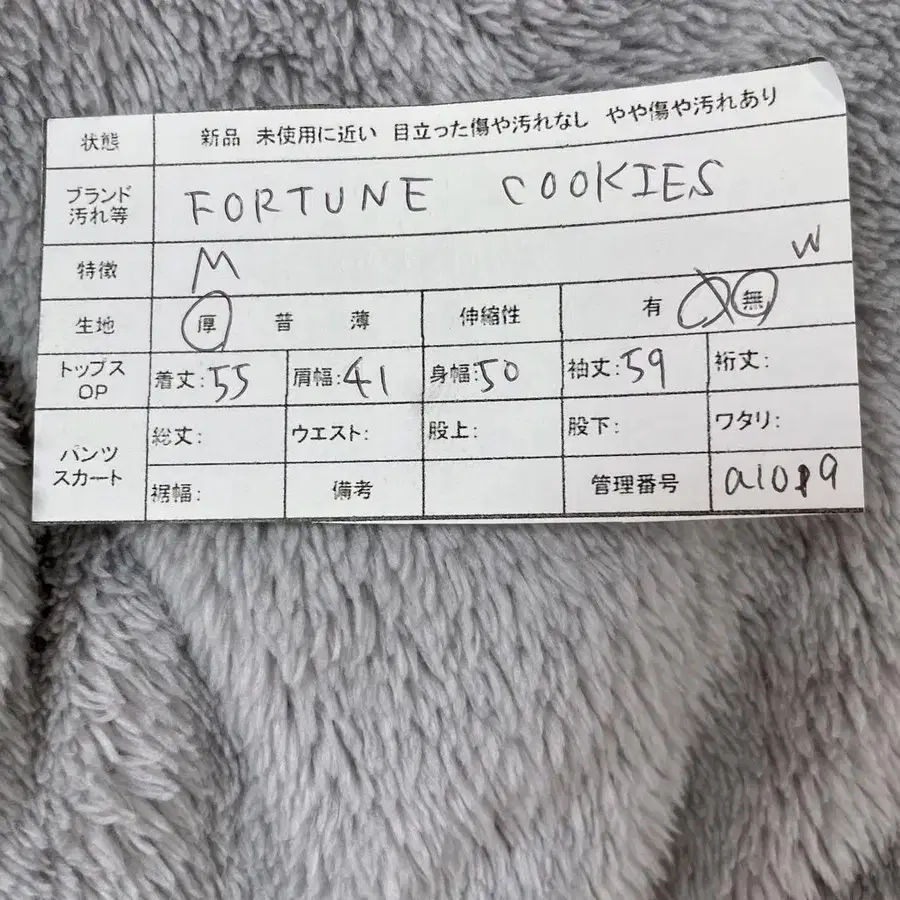 状態 新品 未使用に近い 目立った傷や汚れなし やや傷や汚れあり
ブランド 汚れ等 FORTUNE COOKIES
特徴 M W
生地 厚 普 薄 伸縮性 有 無
トップス OP 着丈:55 肩幅:41 身幅:50 袖丈:59 裄丈:
パンツ スカート 総丈: ウエスト: 股上: 股下: ワタリ:
裾幅: 備考 管理番号 a1019